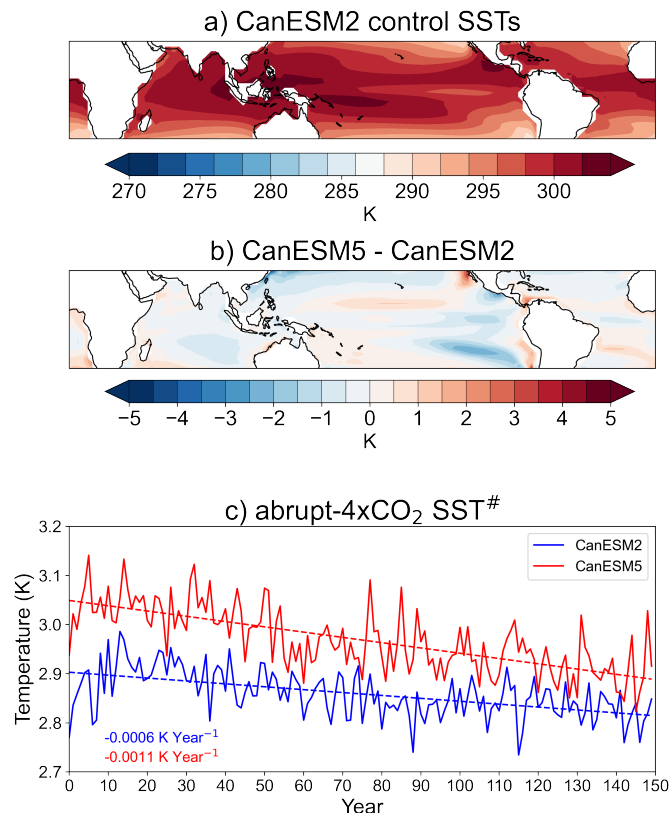 a) CanESM2 control SSTs
270 275 280 285 290 295 300
K
b) CanESM5 - CanESM2
−5 −4 −3 −2 −1 0 1 2 3 4 5
K
c) abrupt-4xCO₂ SST^#
3.2
3.1
3.0
2.9
2.8
2.7
Temperature (K)
CanESM2
CanESM5
-0.0006 K Year⁻¹
-0.0011 K Year⁻¹
0 10 20 30 40 50 60 70 80 90 100 110 120 130 140 150
Year